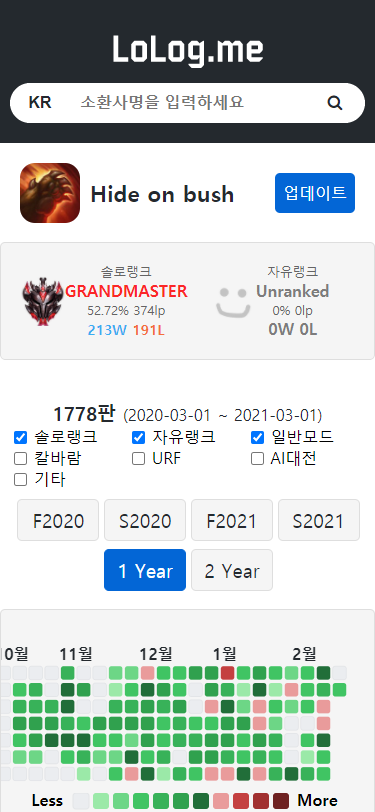 LoLog.me
KR 소환사명을 입력하세요
Hide on bush 업데이트
솔로랭크
GRANDMASTER
52.72% 374lp
213W 191L
자유랭크
Unranked
0% 0lp
0W 0L
1778판 (2020-03-01 ~ 2021-03-01)
솔로랭크 자유랭크 일반모드
칼바람 URF AI대전
기타
F2020 S2020 F2021 S2021
1 Year 2 Year
0월 11월 12월 1월 2월
Less More